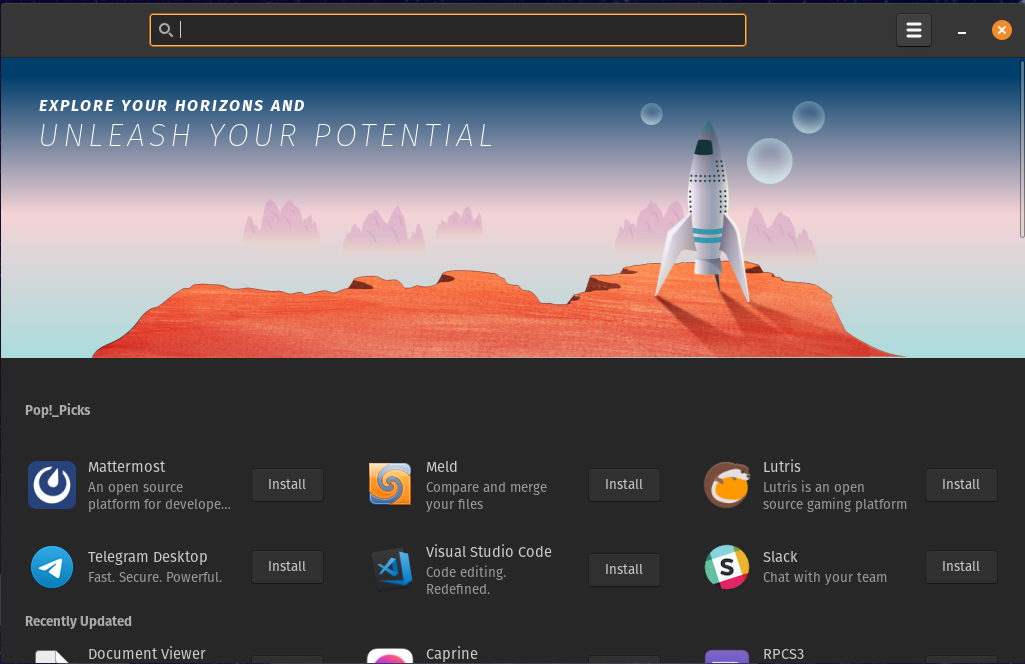 EXPLORE YOUR HORIZONS AND
UNLEASH YOUR POTENTIAL
Pop!_Picks
Mattermost
An open source
platform for develope...
Install
Meld
Compare and merge
your files
Install
Lutris
Lutris is an open
source gaming platform
Install
Telegram Desktop
Fast. Secure. Powerful.
Install
Visual Studio Code
Code editing.
Redefined.
Install
Slack
Chat with your team
Install
Recently Updated
Document Viewer
Caprine
RPCS3